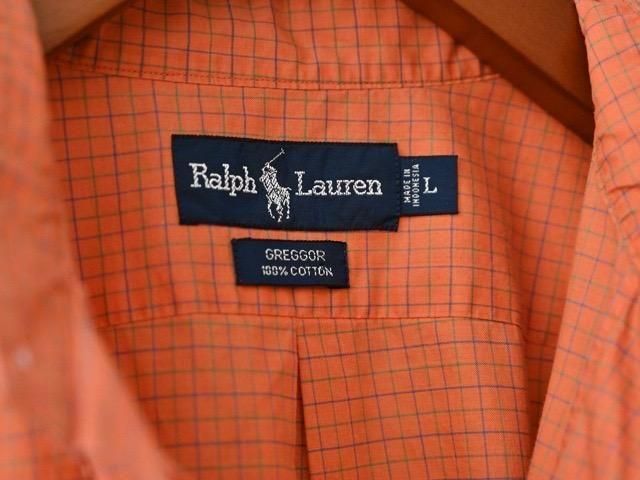 Ralph Lauren
MADE IN
INDONESIA
L
GREGGOR
100% COTTON